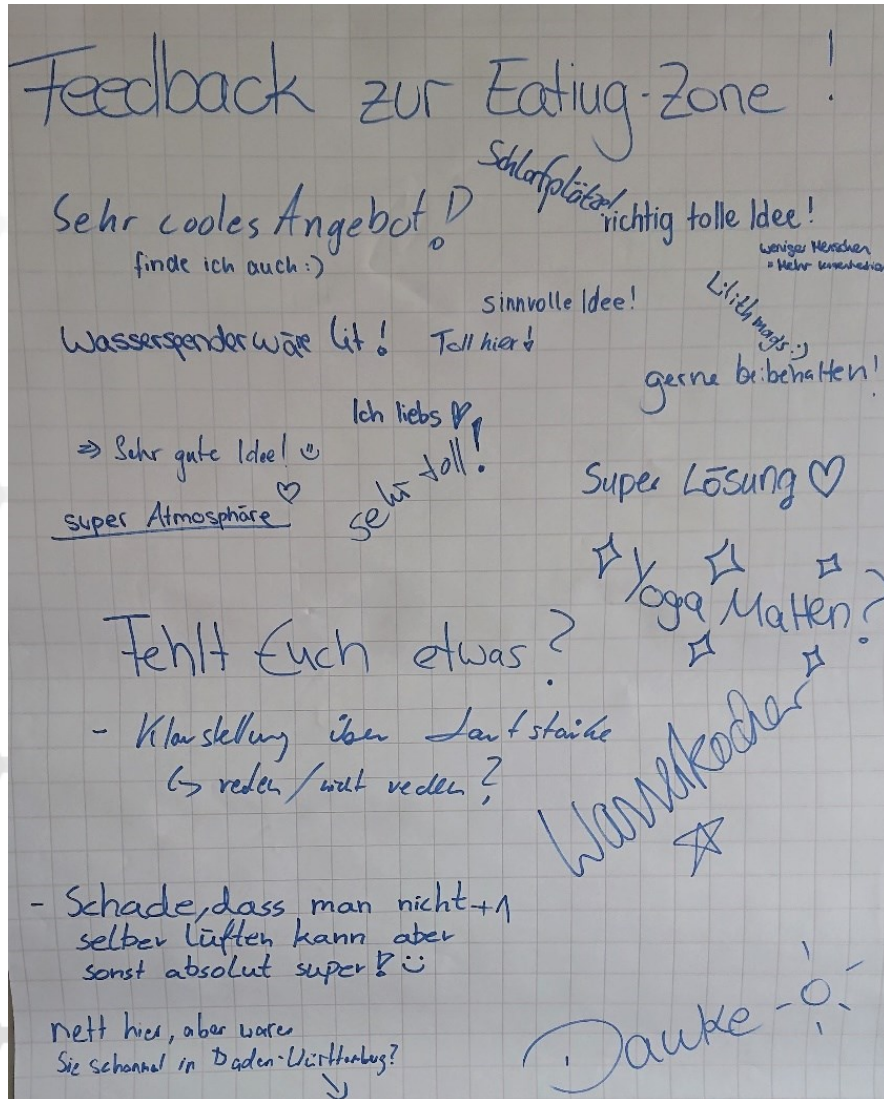 Feedback zur Eating-Zone!
Schlafplätze!
Sehr cooles Angebot!
richtig tolle Idee!
finde ich auch:)
weniger Menschen
= Mehr
Lilith mags:)
sinnvolle Idee!
Wasserspender wäre lit!
Toll hier!
gerne beibehalten!
Ich liebs ♡
⇒ Sehr gute Idee! ☺
sehr toll!
Super Lösung ♡
super Atmosphäre ♡
Yoga Matten?
Fehlt Euch etwas?
- Klarstellung über Lautstärke
↳ reden/nicht reden?
Wasserkocher
- Schade, dass man nicht +1
selber lüften kann aber
sonst absolut super! ☺
nett hier, aber waren
Sie schonmal in Baden-Württemberg?
Danke